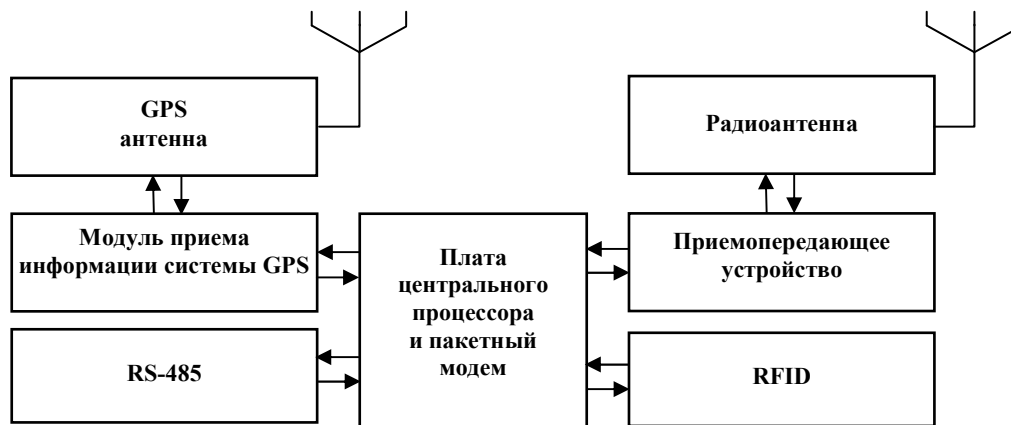 GPS
антенна
Радиоантенна
Модуль приема
информации системы GPS
Плата
центрального
процессора
и пакетный
модем
Приемопередающее
устройство
RS-485
RFID